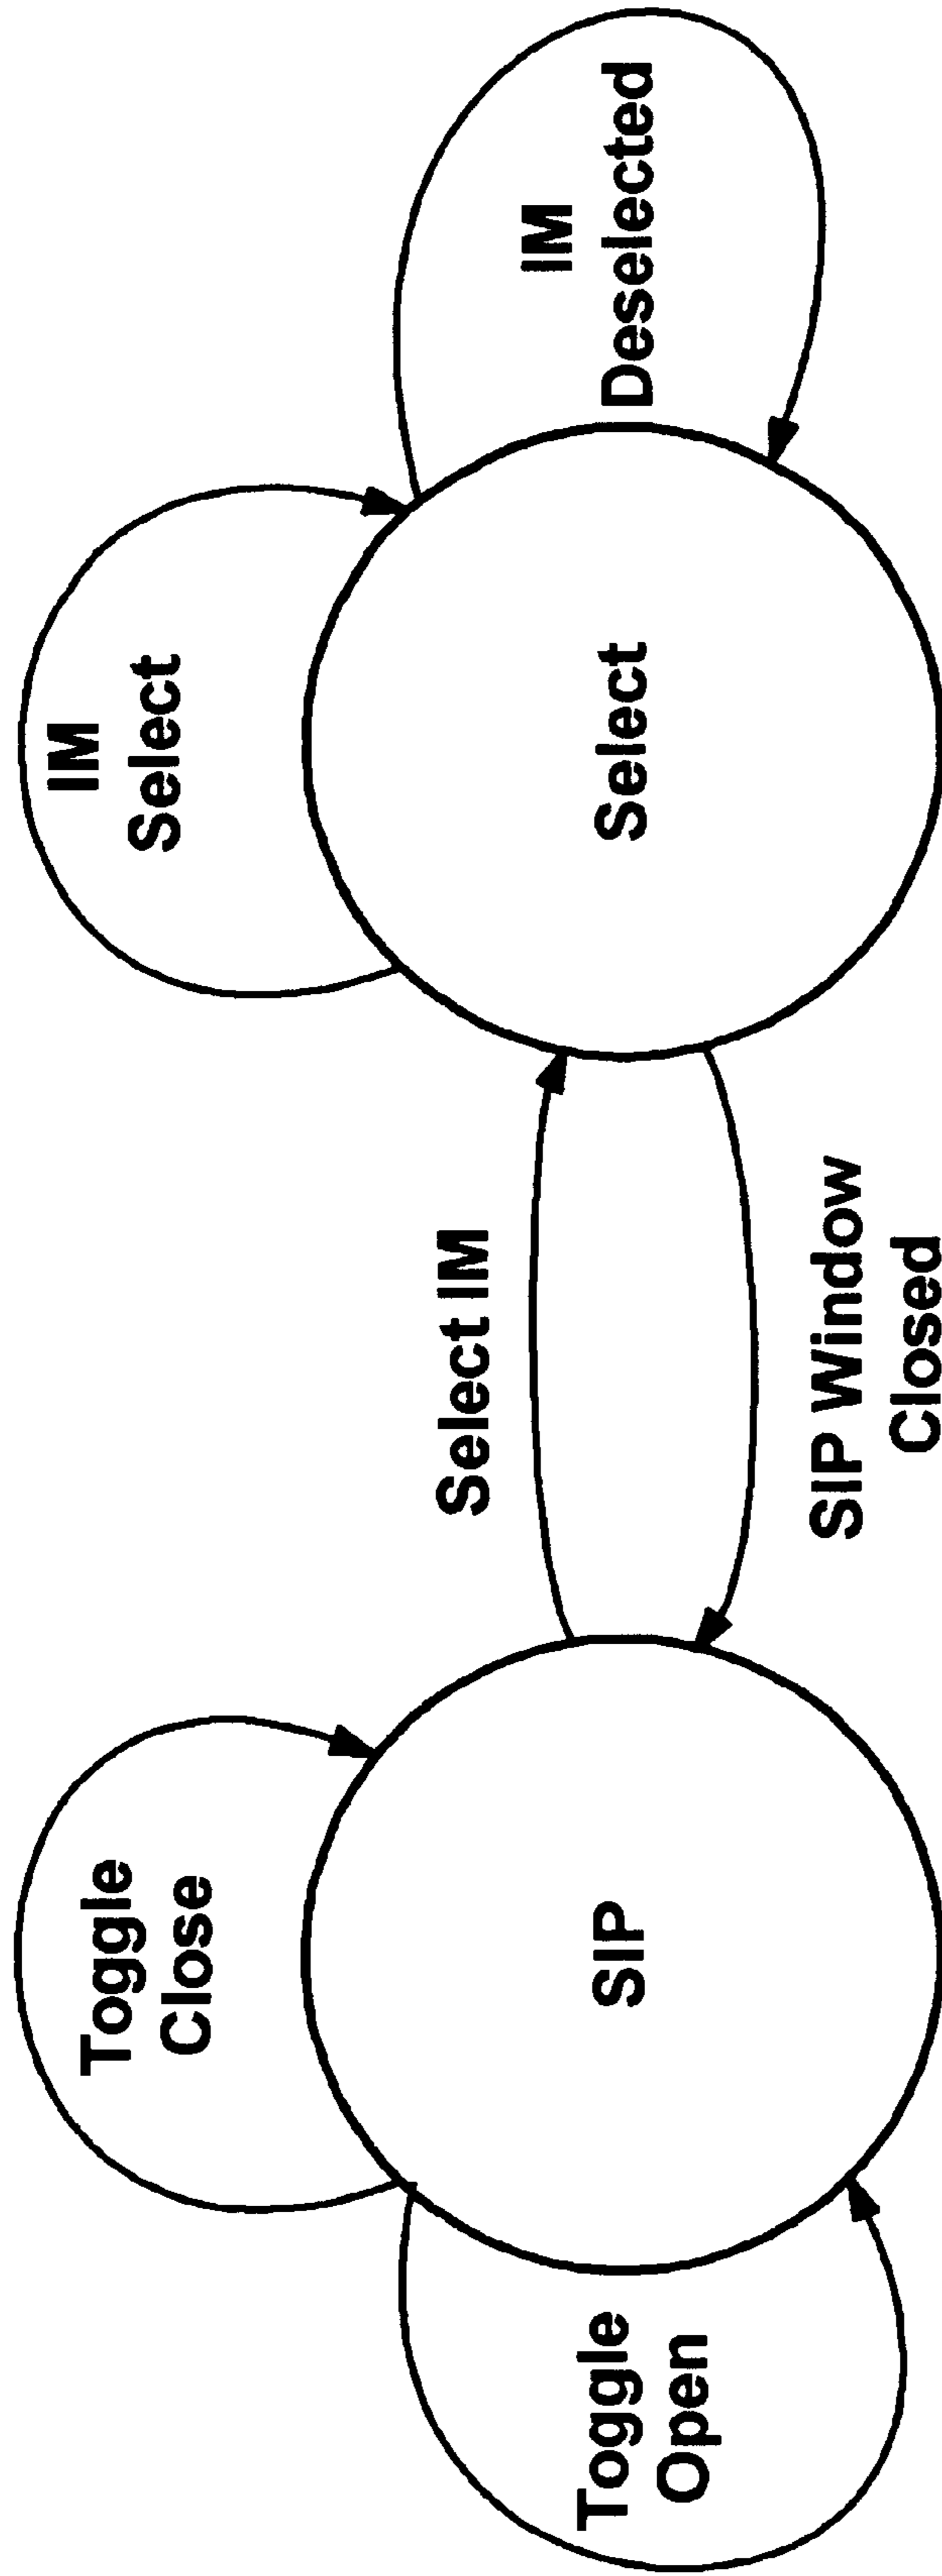 Toggle
Close
IM
Select
Toggle
Open
SIP
Select IM
SIP Window
Closed
Select
IM
Deselected